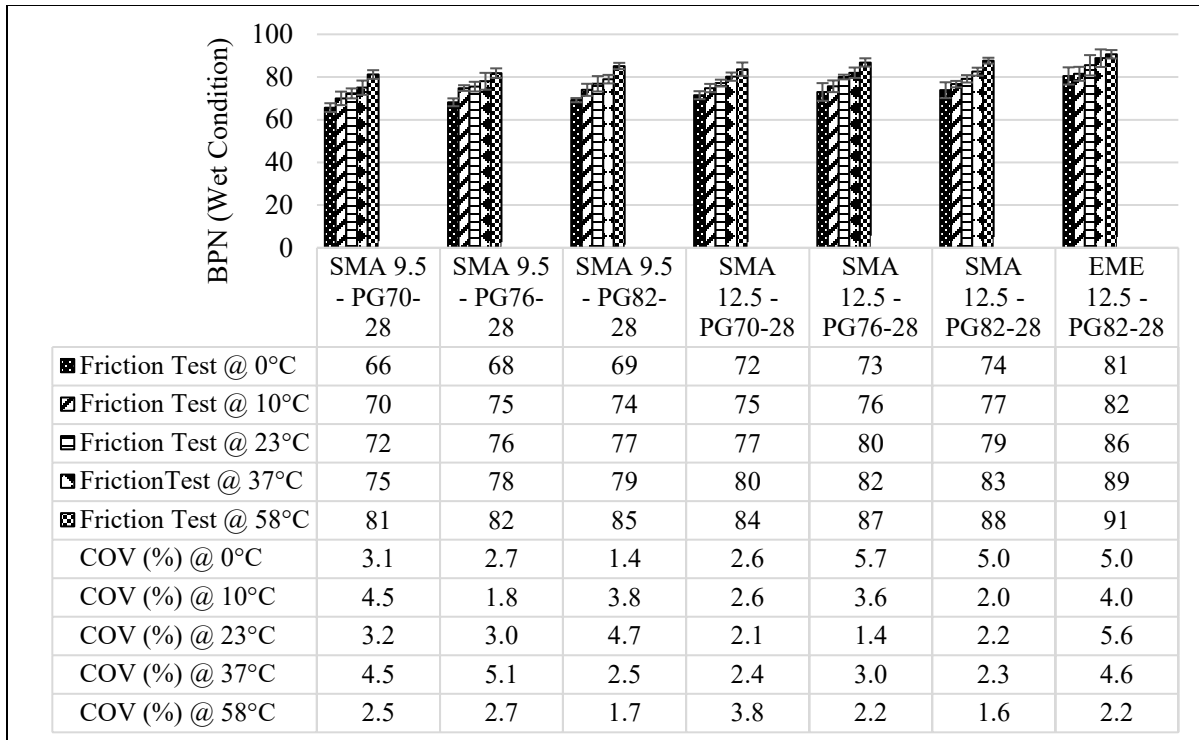 100
80
60
40
20
0
BPN (Wet Condition)
SMA 9.5 - PG70-28
SMA 9.5 - PG76-28
SMA 9.5 - PG82-28
SMA 12.5 - PG70-28
SMA 12.5 - PG76-28
SMA 12.5 - PG82-28
EME 12.5 - PG82-28
Friction Test @ 0°C 66 68 69 72 73 74 81
Friction Test @ 10°C 70 75 74 75 76 77 82
Friction Test @ 23°C 72 76 77 77 80 79 86
FrictionTest @ 37°C 75 78 79 80 82 83 89
Friction Test @ 58°C 81 82 85 84 87 88 91
COV (%) @ 0°C 3.1 2.7 1.4 2.6 5.7 5.0 5.0
COV (%) @ 10°C 4.5 1.8 3.8 2.6 3.6 2.0 4.0
COV (%) @ 23°C 3.2 3.0 4.7 2.1 1.4 2.2 5.6
COV (%) @ 37°C 4.5 5.1 2.5 2.4 3.0 2.3 4.6
COV (%) @ 58°C 2.5 2.7 1.7 3.8 2.2 1.6 2.2